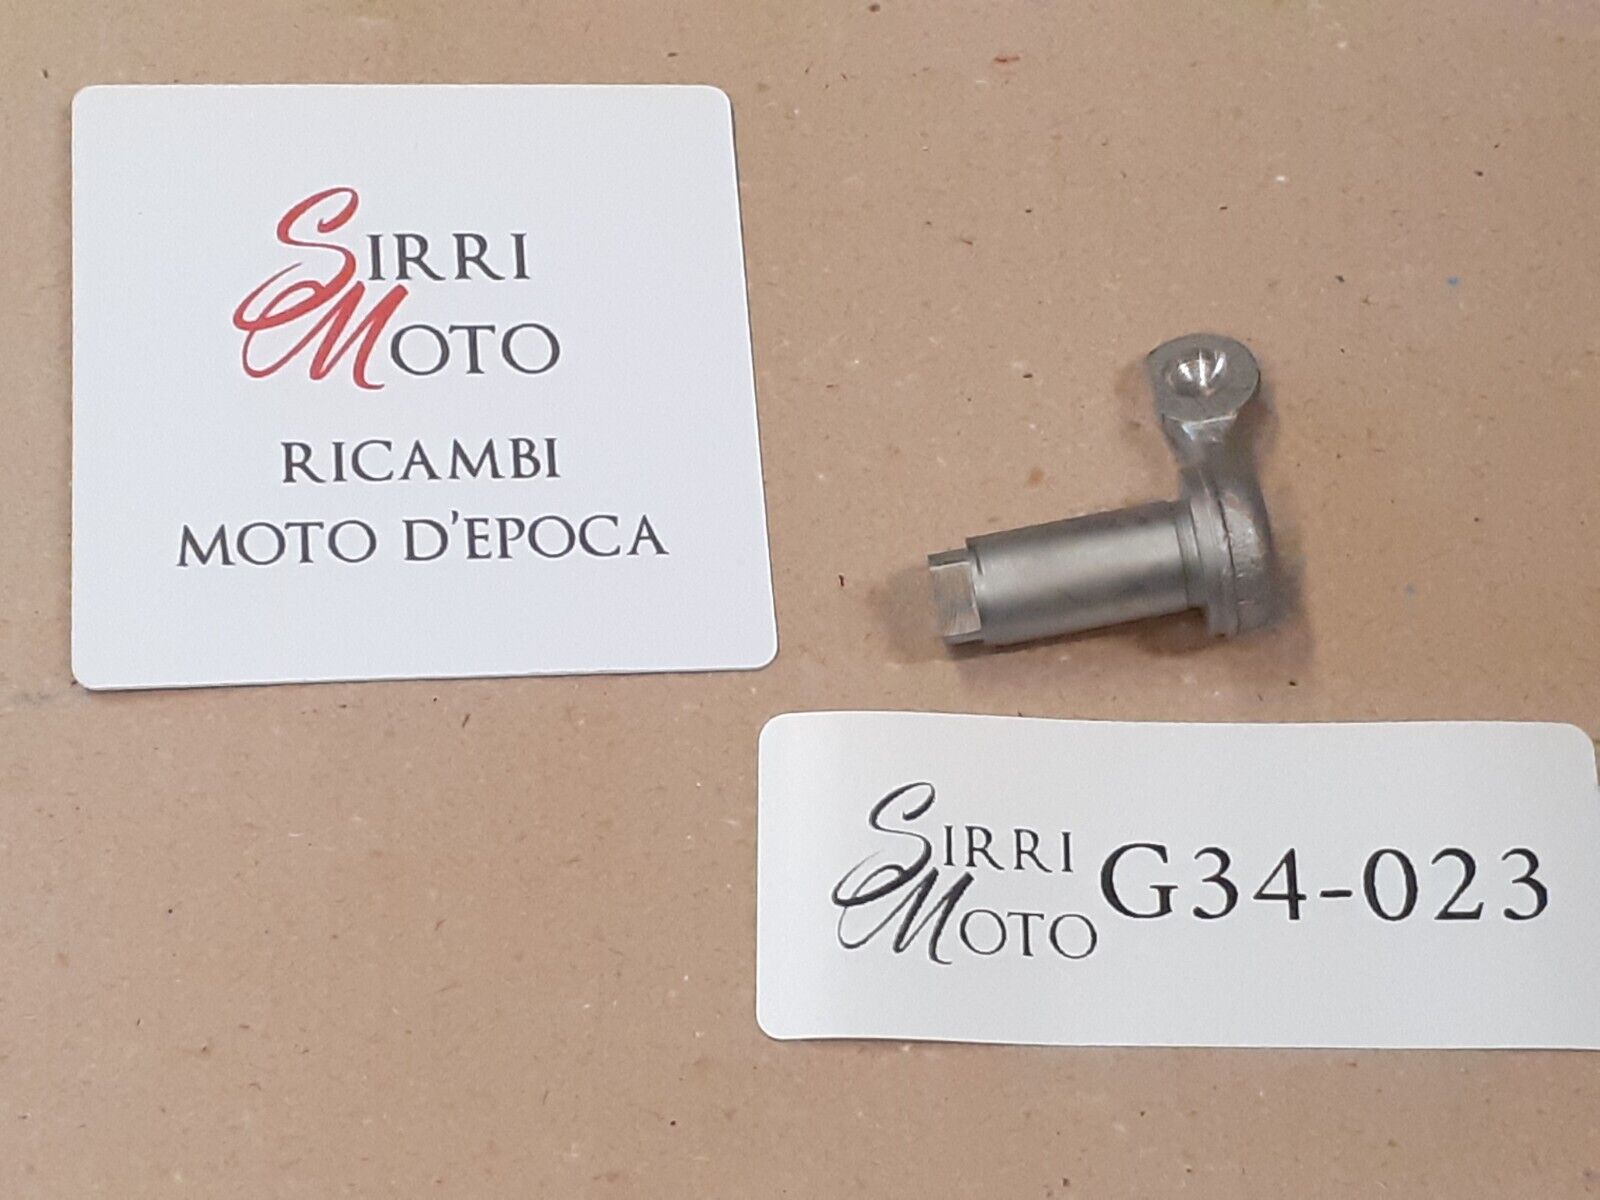 SIRRI
MOTO
RICAMBI
MOTO D'EPOCA
SIRRI
MOTO
G34-023